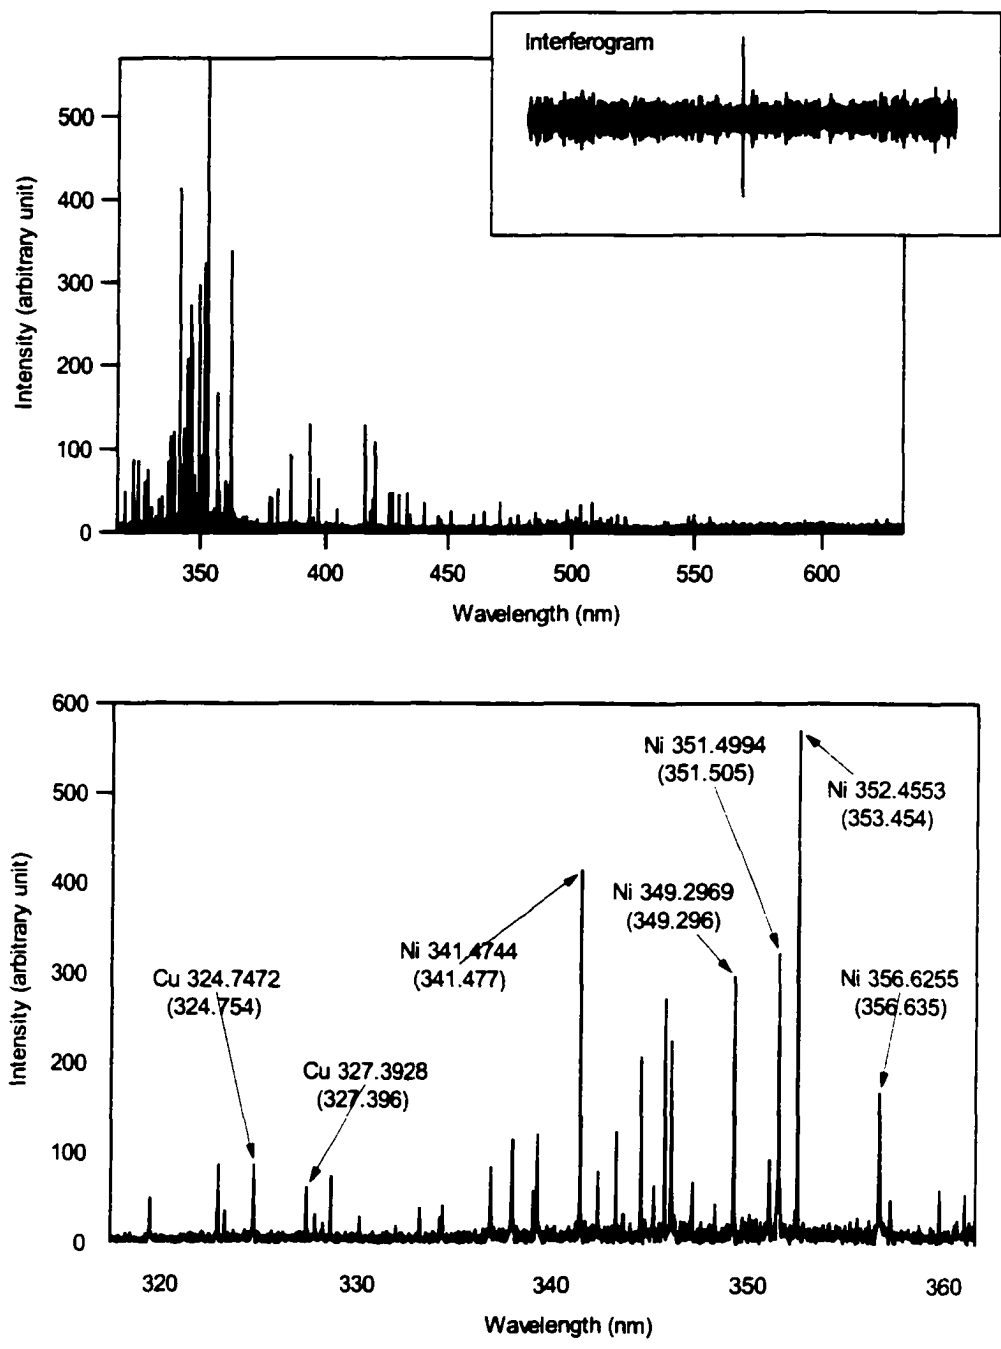 Interferogram
500
400
300
200
100
0
Intensity (arbitrary unit)
350 400 450 500 550 600
Wavelength (nm)
600
500
400
300
200
100
0
Intensity (arbitrary unit)
Ni 351.4994
(351.505)
Ni 352.4553
(353.454)
Ni 349.2969
(349.296)
Ni 341.4744
(341.477)
Cu 324.7472
(324.754)
Ni 356.6255
(356.635)
Cu 327.3928
(327.396)
320 330 340 350 360
Wavelength (nm)